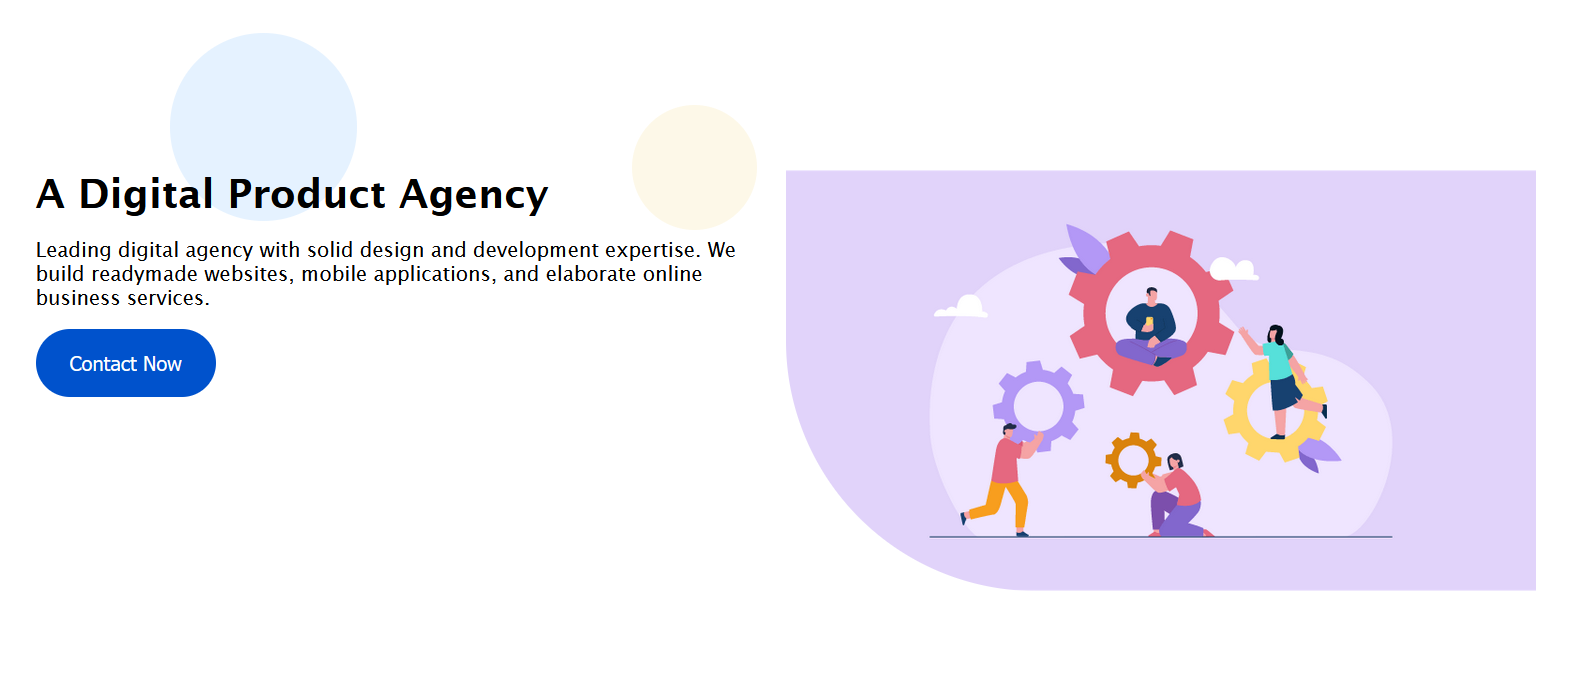 A Digital Product Agency
Leading digital agency with solid design and development expertise. We
build readymade websites, mobile applications, and elaborate online
business services.
Contact Now